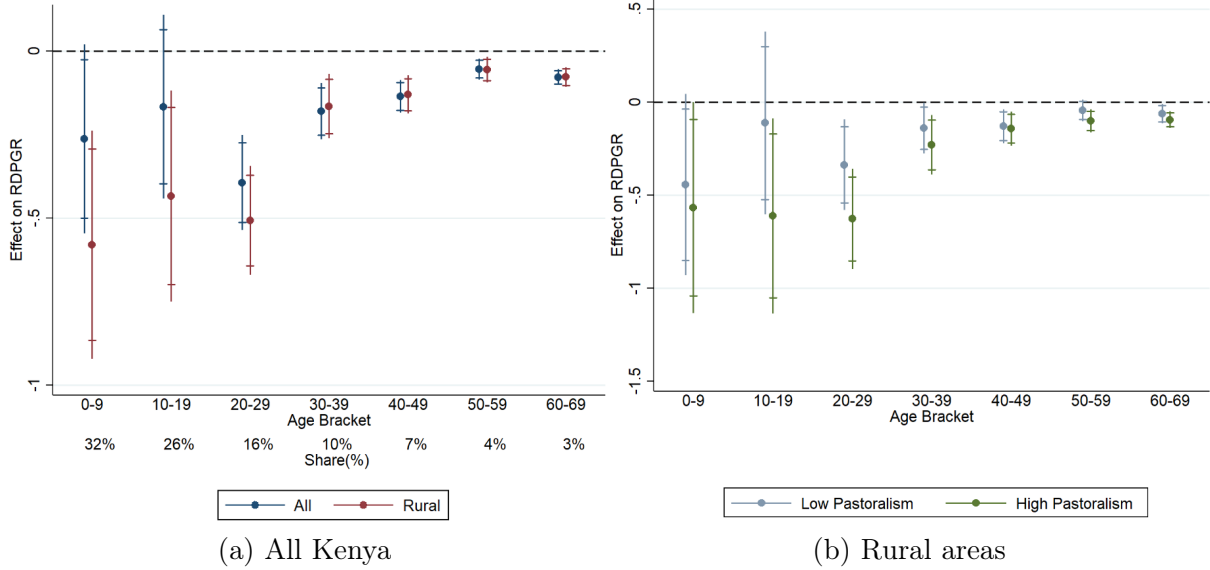 Effect on RDPGR
0
-.5
-1
0-9 10-19 20-29 30-39 40-49 50-59 60-69
Age Bracket
32% 26% 16% 10% 7% 4% 3%
Share(%)
All Rural
(a) All Kenya
Effect on RDPGR
.5
0
-.5
-1
-1.5
0-9 10-19 20-29 30-39 40-49 50-59 60-69
Age Bracket
Low Pastoralism High Pastoralism
(b) Rural areas